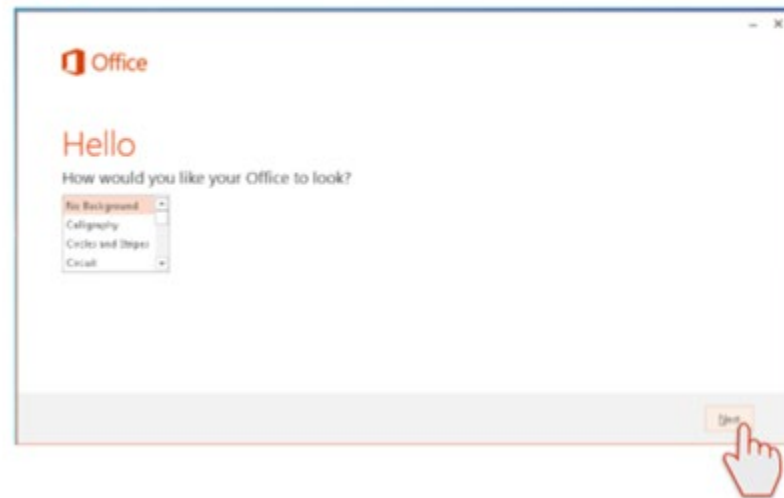 Office
Hello
How would you like your Office to look?
No Background
Calligraphy
Circles and Stripes
Circuit
Next